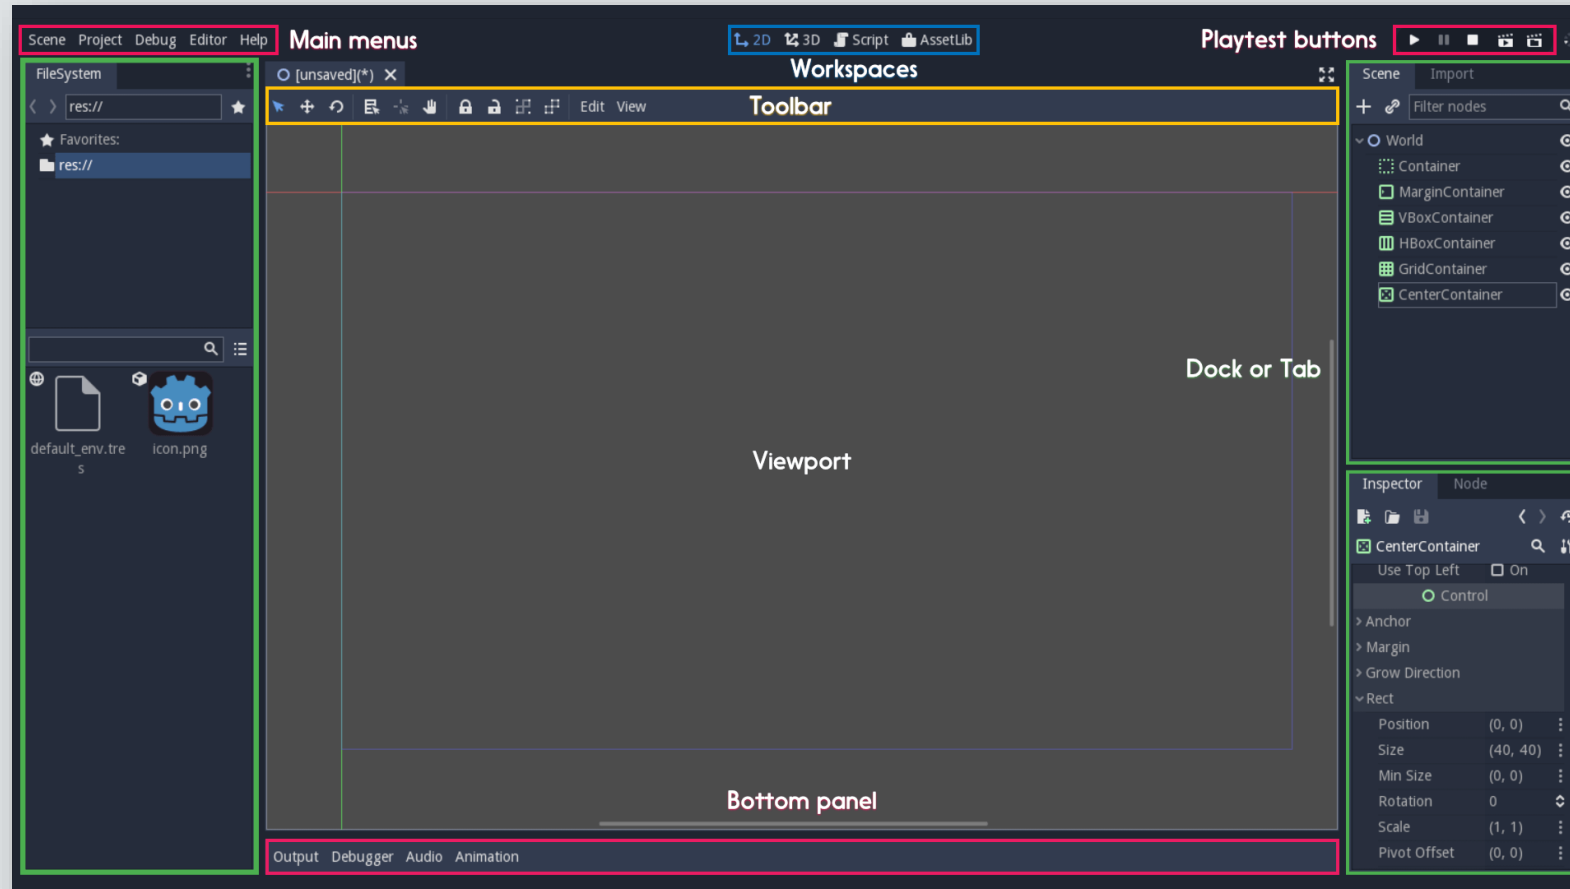 Scene Project Debug Editor Help
Main menus
2D 3D Script AssetLib
Workspaces
Playtest buttons
FileSystem
res://
Favorites:
res://
default_env.tre
s
icon.png
[unsaved](*)
Edit View
Toolbar
Viewport
Dock or Tab
Bottom panel
Output Debugger Audio Animation
Scene Import
Filter nodes
World
Container
MarginContainer
VBoxContainer
HBoxContainer
GridContainer
CenterContainer
Inspector Node
CenterContainer
Use Top Left On
Control
Anchor
Margin
Grow Direction
Rect
Position (0, 0)
Size (40, 40)
Min Size (0, 0)
Rotation 0
Scale (1, 1)
Pivot Offset (0, 0)